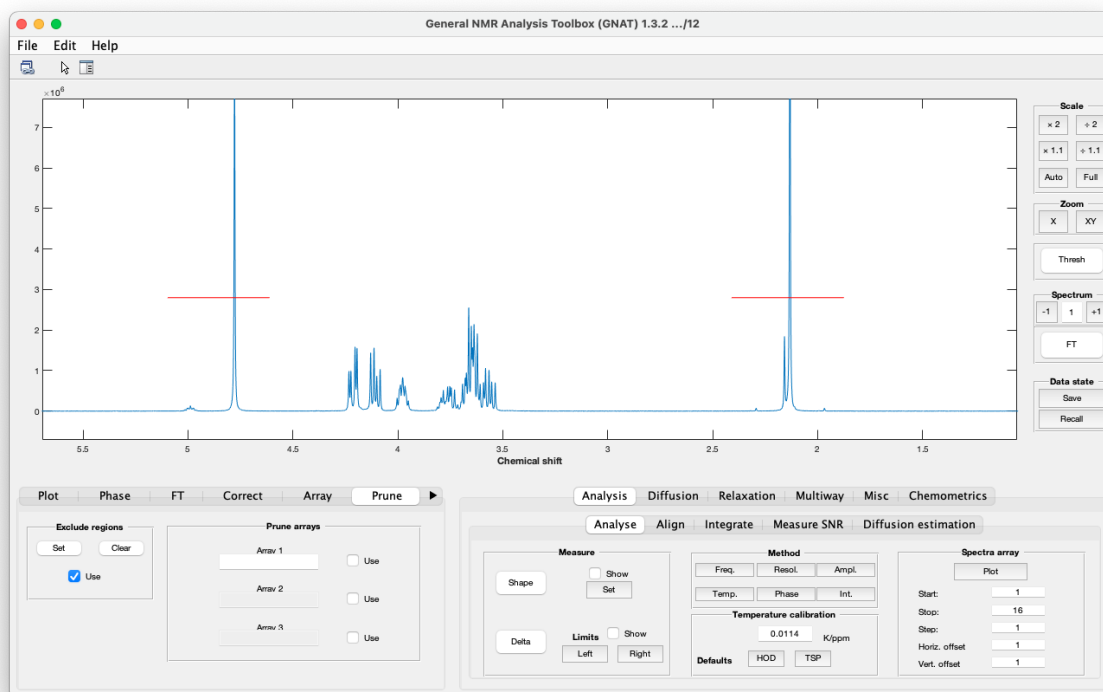 General NMR Analysis Toolbox (GNAT) 1.3.2 .../12
File Edit Help
×10⁶
7
6
5
4
3
2
1
0
5.5 5 4.5 4 3.5 3 2.5 2 1.5
Chemical shift
Scale
× 2 ÷ 2
× 1.1 ÷ 1.1
Auto Full
Zoom
X XY
Thresh
Spectrum
-1 1 +1
FT
Data state
Save
Recall
Plot Phase FT Correct Array Prune
Exclude regions
Set Clear
Use
Prune arrays
Array 1
Use
Array 2
Use
Array 3
Use
Analysis Diffusion Relaxation Multiway Misc Chemometrics
Analyse Align Integrate Measure SNR Diffusion estimation
Measure
Shape
Show
Set
Delta
Limits Show
Left Right
Method
Freq. Resol. Ampl.
Temp. Phase Int.
Temperature calibration
0.0114 K/ppm
Defaults HOD TSP
Spectra array
Plot
Start: 1
Stop: 16
Step: 1
Horiz. offset 1
Vert. offset 1